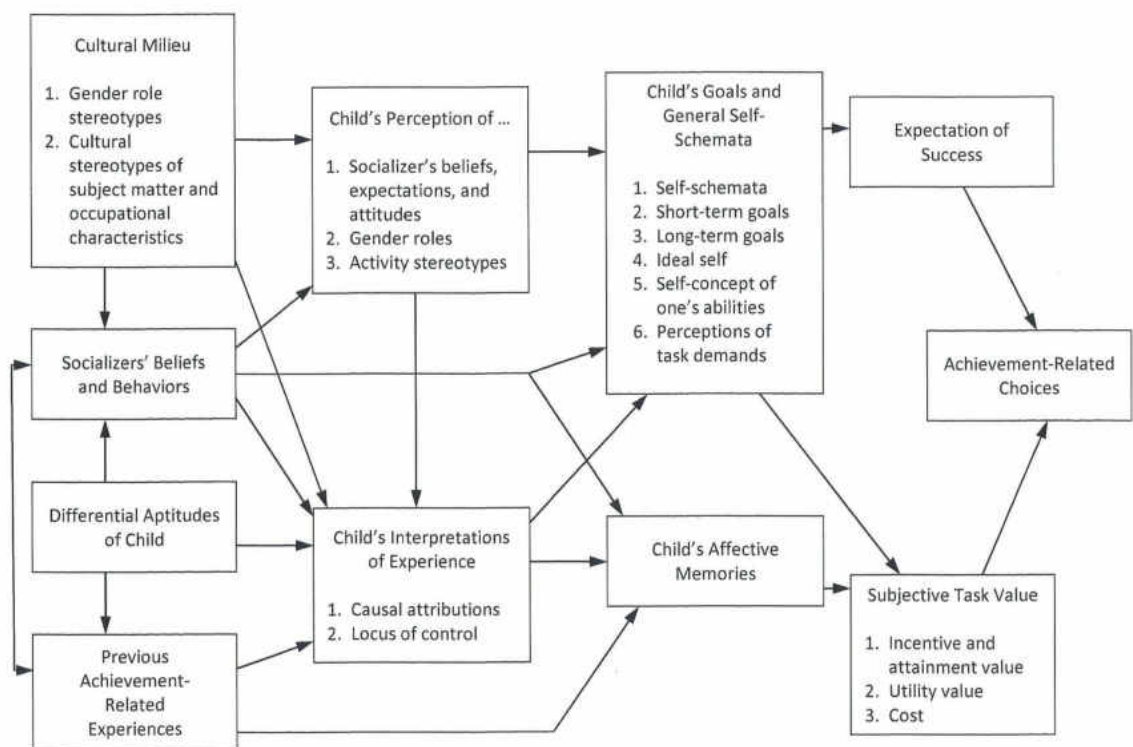 Cultural Milieu
1. Gender role
stereotypes
2. Cultural
stereotypes of
subject matter and
occupational
characteristics
Child's Perception of …
1. Socializer's beliefs,
expectations, and
attitudes
2. Gender roles
3. Activity stereotypes
Child's Goals and
General Self-
Schemata
1. Self-schemata
2. Short-term goals
3. Long-term goals
4. Ideal self
5. Self-concept of
one's abilities
6. Perceptions of
task demands
Expectation of
Success
Socializers' Beliefs
and Behaviors
Achievement-Related
Choices
Differential Aptitudes
of Child
Child's Interpretations
of Experience
1. Causal attributions
2. Locus of control
Child's Affective
Memories
Subjective Task Value
1. Incentive and
attainment value
2. Utility value
3. Cost
Previous
Achievement-
Related
Experiences